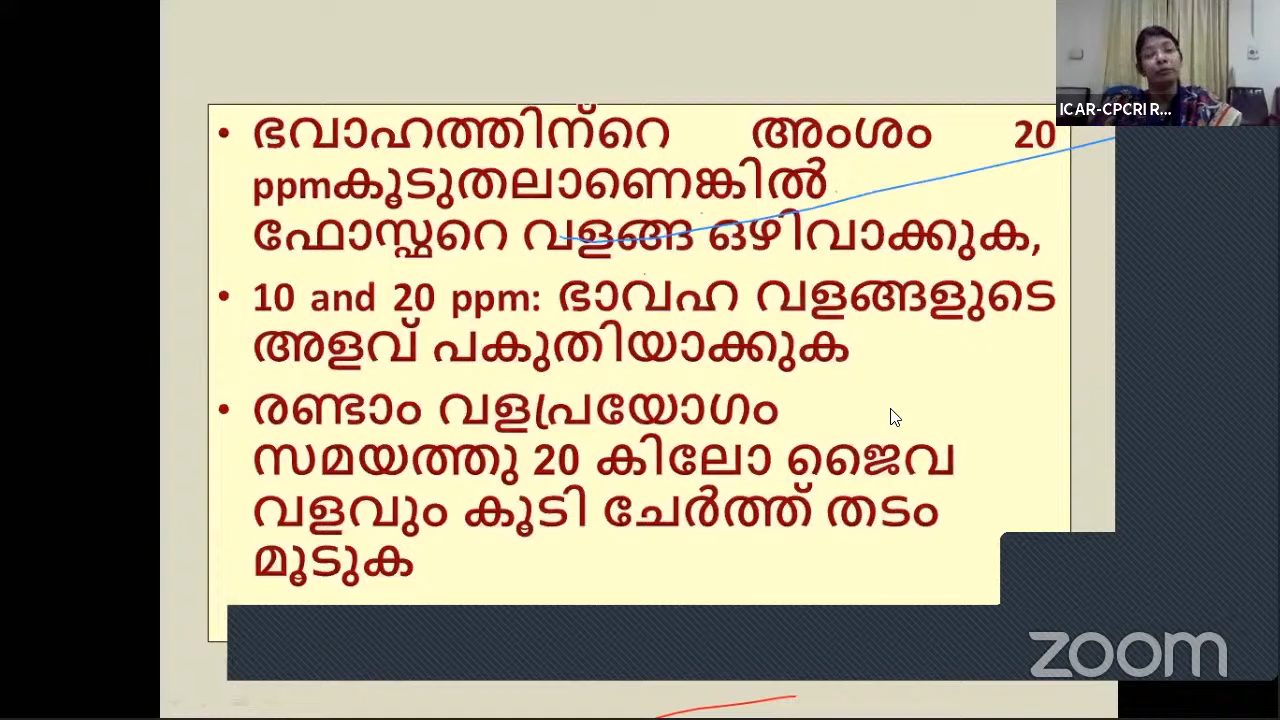 ICAR-CPCRI R...
• ഭവാഹത്തിന്റെ അംശം 20
ppmകൂടുതലാണെങ്കിൽ
ഫോസ്ഫറെ വളങ്ങ ഒഴിവാക്കുക,
• 10 and 20 ppm: ഭാവഹ വളങ്ങളുടെ
അളവ് പകുതിയാക്കുക
• രണ്ടാം വളപ്രയോഗം
സമയത്തു 20 കിലോ ജൈവ
വളവും കൂടി ചേർത്ത് തടം
മൂടുക
zoom